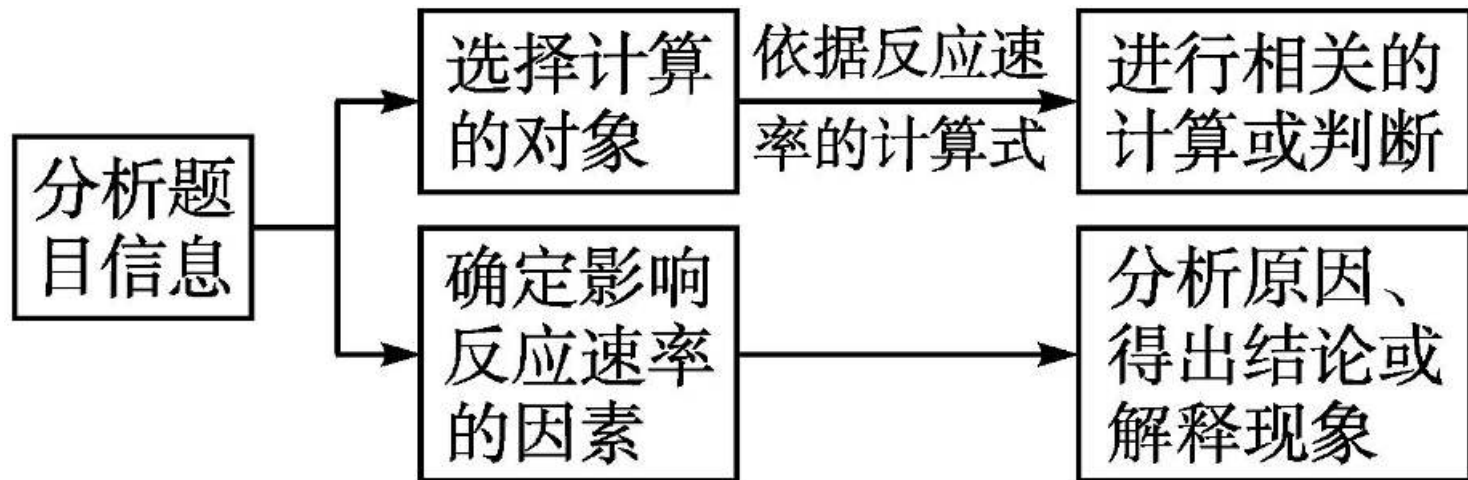 分析题
目信息
选择计算
的对象
依据反应速
率的计算式
进行相关的
计算或判断
确定影响
反应速率
的因素
分析原因、
得出结论或
解释现象